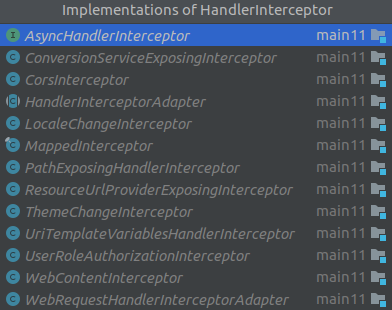 Implementations of HandlerInterceptor
AsyncHandlerInterceptor main11
ConversionServiceExposingInterceptor main11
CorsInterceptor main11
HandlerInterceptorAdapter main11
LocaleChangeInterceptor main11
MappedInterceptor main11
PathExposingHandlerInterceptor main11
ResourceUrlProviderExposingInterceptor main11
ThemeChangeInterceptor main11
UriTemplateVariablesHandlerInterceptor main11
UserRoleAuthorizationInterceptor main11
WebContentInterceptor main11
WebRequestHandlerInterceptorAdapter main11